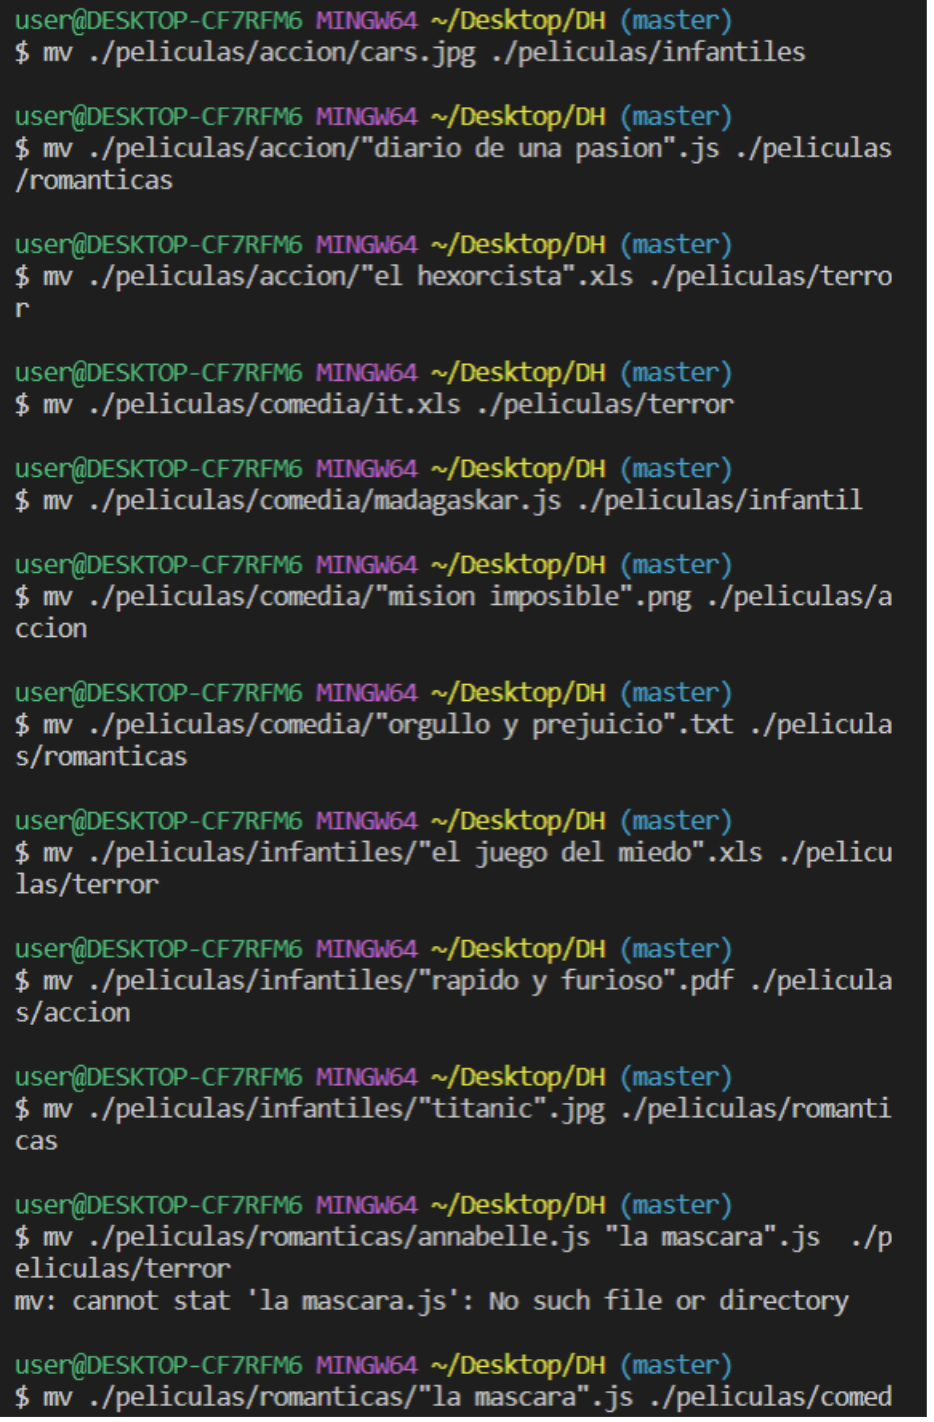 user@DESKTOP-CF7RFM6 MINGW64 ~/Desktop/DH (master)
$ mv ./peliculas/accion/cars.jpg ./peliculas/infantiles
user@DESKTOP-CF7RFM6 MINGW64 ~/Desktop/DH (master)
$ mv ./peliculas/accion/"diario de una pasion".js ./peliculas
/romanticas
user@DESKTOP-CF7RFM6 MINGW64 ~/Desktop/DH (master)
$ mv ./peliculas/accion/"el hexorcista".xls ./peliculas/terro
r
user@DESKTOP-CF7RFM6 MINGW64 ~/Desktop/DH (master)
$ mv ./peliculas/comedia/it.xls ./peliculas/terror
user@DESKTOP-CF7RFM6 MINGW64 ~/Desktop/DH (master)
$ mv ./peliculas/comedia/madagaskar.js ./peliculas/infantil
user@DESKTOP-CF7RFM6 MINGW64 ~/Desktop/DH (master)
$ mv ./peliculas/comedia/"mision imposible".png ./peliculas/a
ccion
user@DESKTOP-CF7RFM6 MINGW64 ~/Desktop/DH (master)
$ mv ./peliculas/comedia/"orgullo y prejuicio".txt ./pelicula
s/romanticas
user@DESKTOP-CF7RFM6 MINGW64 ~/Desktop/DH (master)
$ mv ./peliculas/infantiles/"el juego del miedo".xls ./pelicu
las/terror
user@DESKTOP-CF7RFM6 MINGW64 ~/Desktop/DH (master)
$ mv ./peliculas/infantiles/"rapido y furioso".pdf ./pelicula
s/accion
user@DESKTOP-CF7RFM6 MINGW64 ~/Desktop/DH (master)
$ mv ./peliculas/infantiles/"titanic".jpg ./peliculas/romanti
cas
user@DESKTOP-CF7RFM6 MINGW64 ~/Desktop/DH (master)
$ mv ./peliculas/romanticas/annabelle.js "la mascara".js  ./p
eliculas/terror
mv: cannot stat 'la mascara.js': No such file or directory
user@DESKTOP-CF7RFM6 MINGW64 ~/Desktop/DH (master)
$ mv ./peliculas/romanticas/"la mascara".js ./peliculas/comed